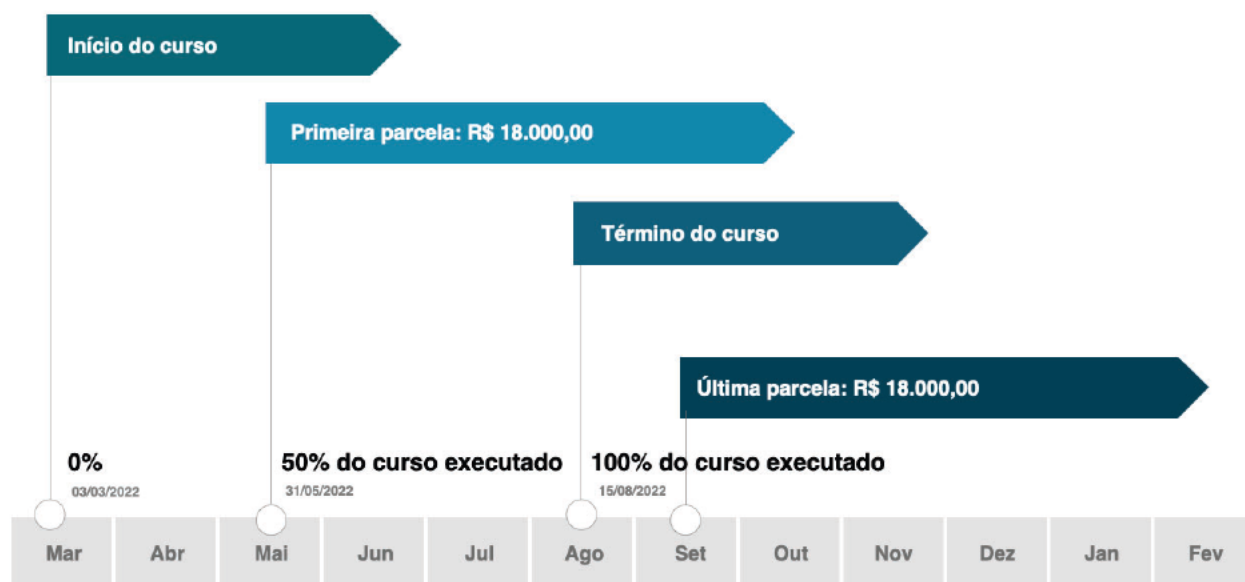 Início do curso
Primeira parcela: R$ 18.000,00
Término do curso
Última parcela: R$ 18.000,00
0%
50% do curso executado
100% do curso executado
03/03/2022
31/05/2022
15/08/2022
Mar
Abr
Mai
Jun
Jul
Ago
Set
Out
Nov
Dez
Jan
Fev